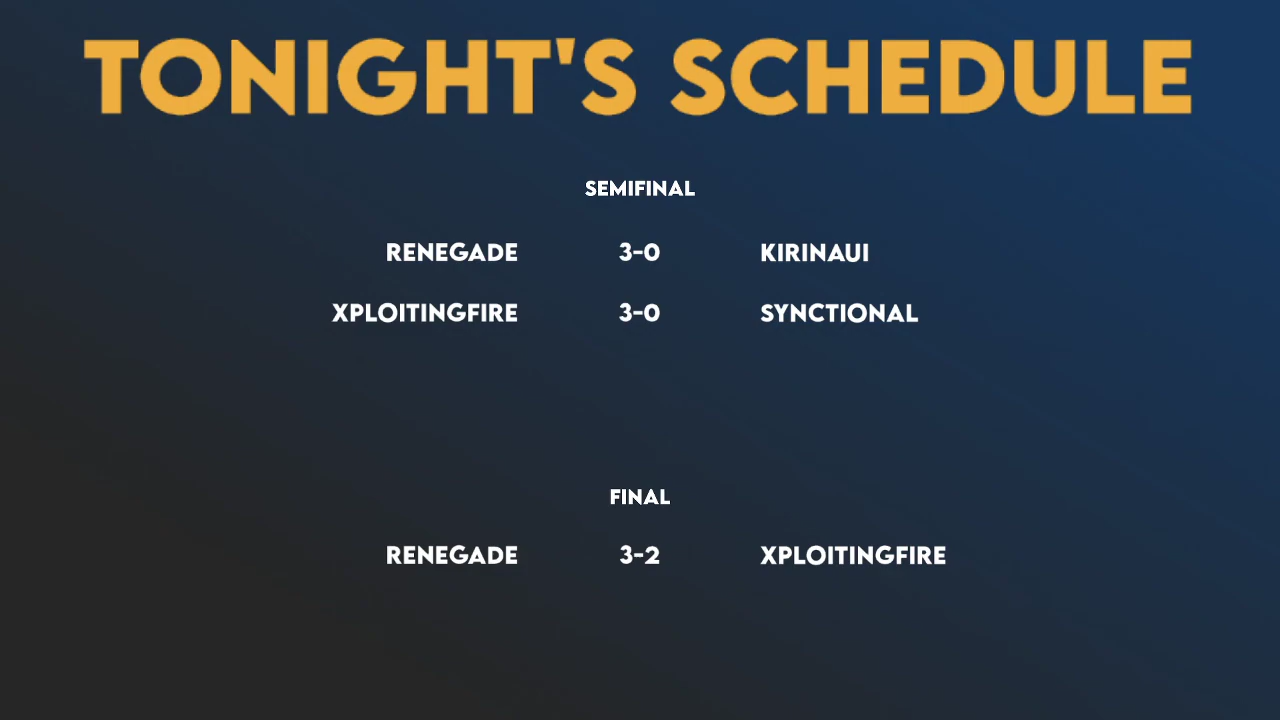 TONIGHT'S SCHEDULE
SEMIFINAL
RENEGADE 3-0 KIRINAUI
XPLOITINGFIRE 3-0 SYNCTIONAL
FINAL
RENEGADE 3-2 XPLOITINGFIRE